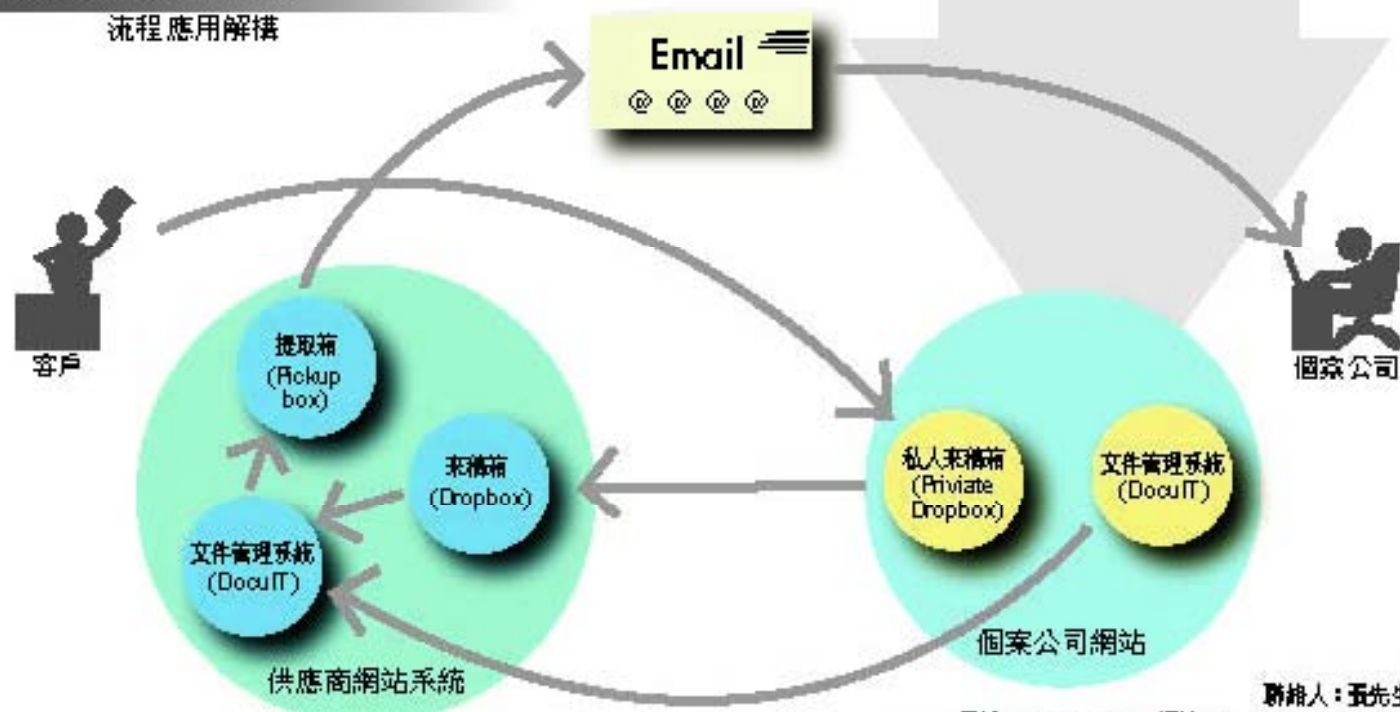 流程應用解構
Email
@ @ @ @
客戶
個案公司
提取箱
(Pickup
box)
來稿箱
(Dropbox)
文件管理系統
(DocuIT)
供應商網站系統
私人來稿箱
(Priviate
Dropbox)
文件管理系統
(DocuIT)
個案公司網站
聯絡人：張先生